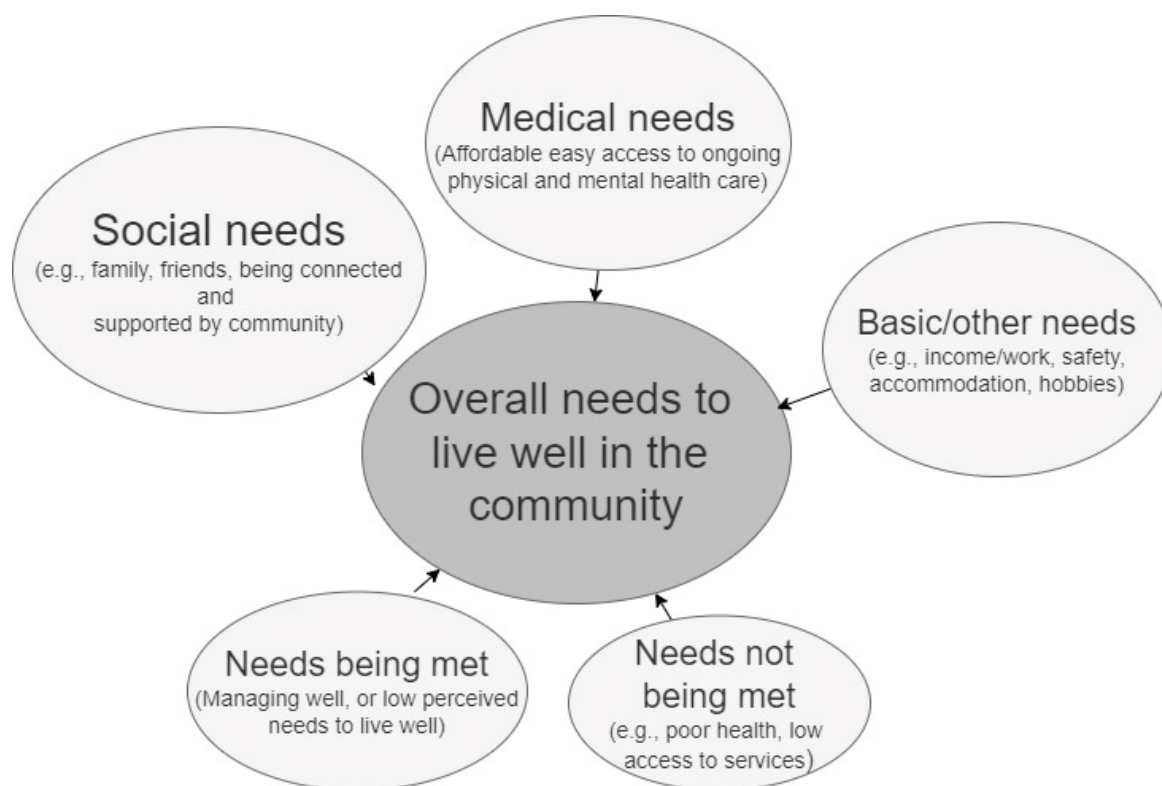 Medical needs
(Affordable easy access to ongoing
physical and mental health care)
Social needs
(e.g., family, friends, being connected
and
supported by community)
Basic/other needs
(e.g., income/work, safety,
accommodation, hobbies)
Overall needs to
live well in the
community
Needs being met
(Managing well, or low perceived
needs to live well)
Needs not
being met
(e.g., poor health, low
access to services)